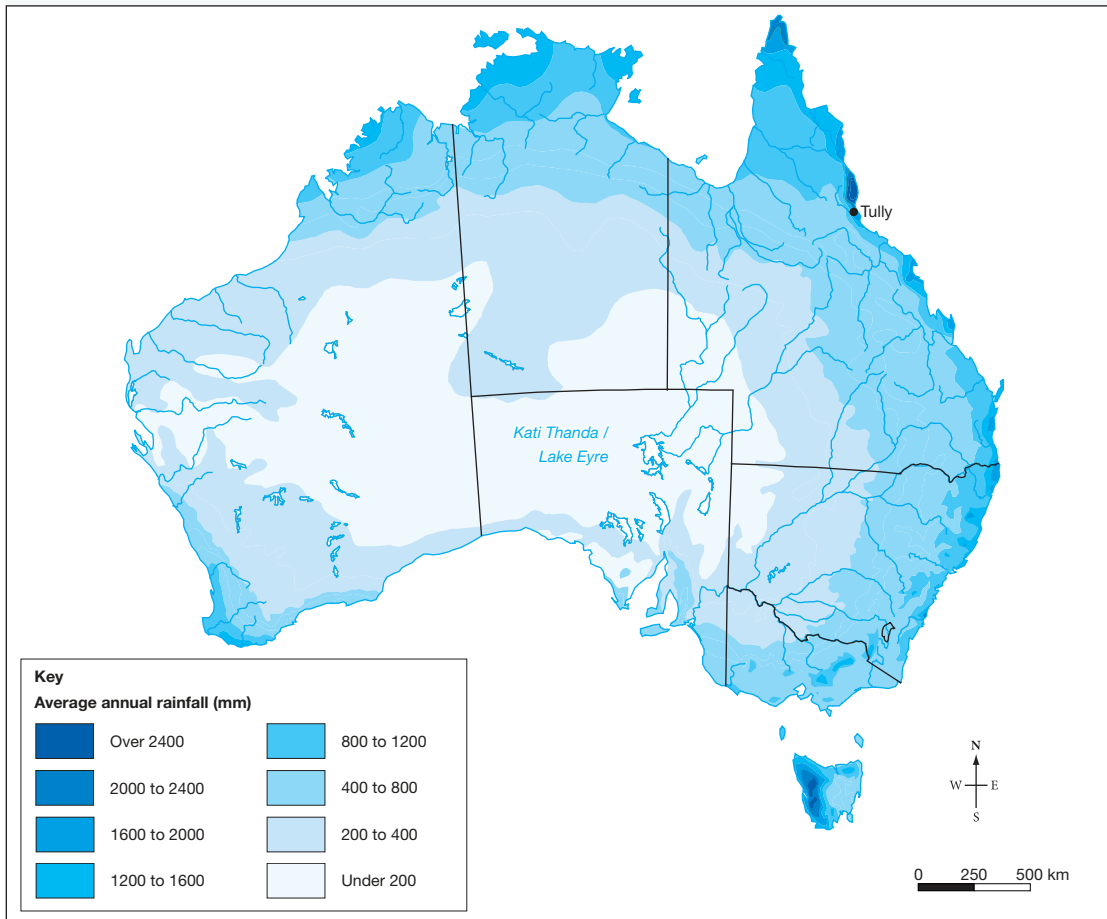 Tully
Kati Thanda /
Lake Eyre
Key
Average annual rainfall (mm)
Over 2400
800 to 1200
2000 to 2400
400 to 800
1600 to 2000
200 to 400
1200 to 1600
Under 200
N
W E
S
0 250 500 km